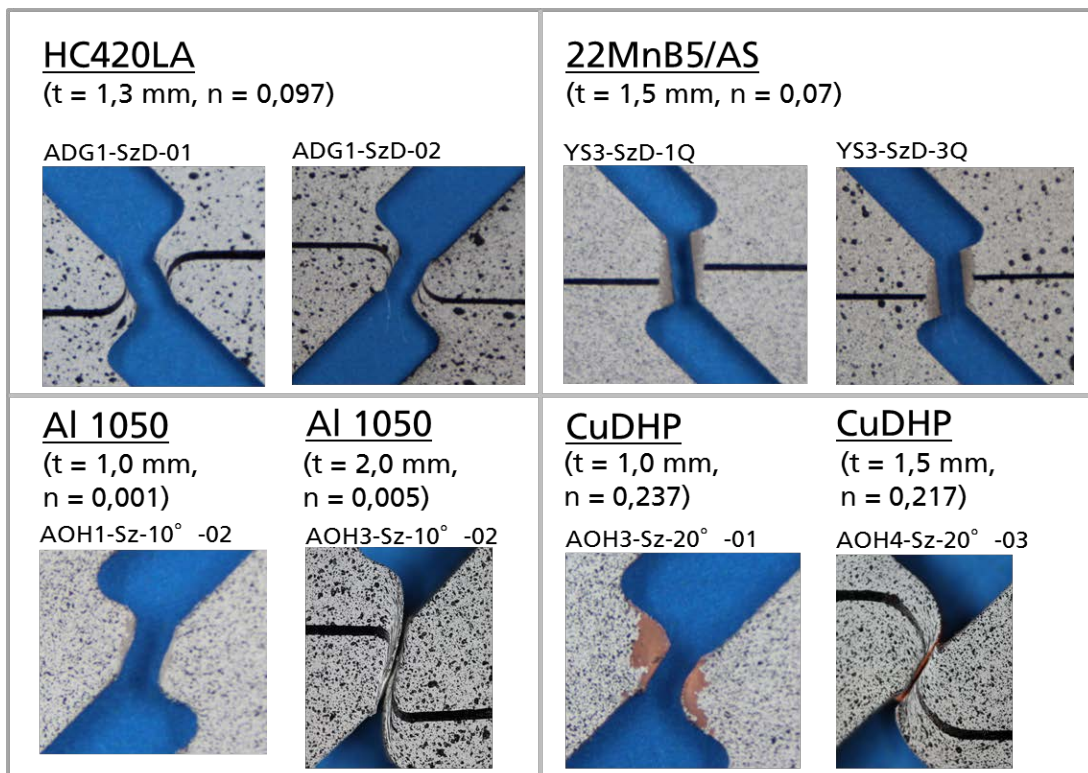 HC420LA
(t = 1,3 mm, n = 0,097)
ADG1-SzD-01
ADG1-SzD-02
22MnB5/AS
(t = 1,5 mm, n = 0,07)
YS3-SzD-1Q
YS3-SzD-3Q
Al 1050
(t = 1,0 mm,
n = 0,001)
AOH1-Sz-10° -02
Al 1050
(t = 2,0 mm,
n = 0,005)
AOH3-Sz-10° -02
CuDHP
(t = 1,0 mm,
n = 0,237)
AOH3-Sz-20° -01
CuDHP
(t = 1,5 mm,
n = 0,217)
AOH4-Sz-20° -03